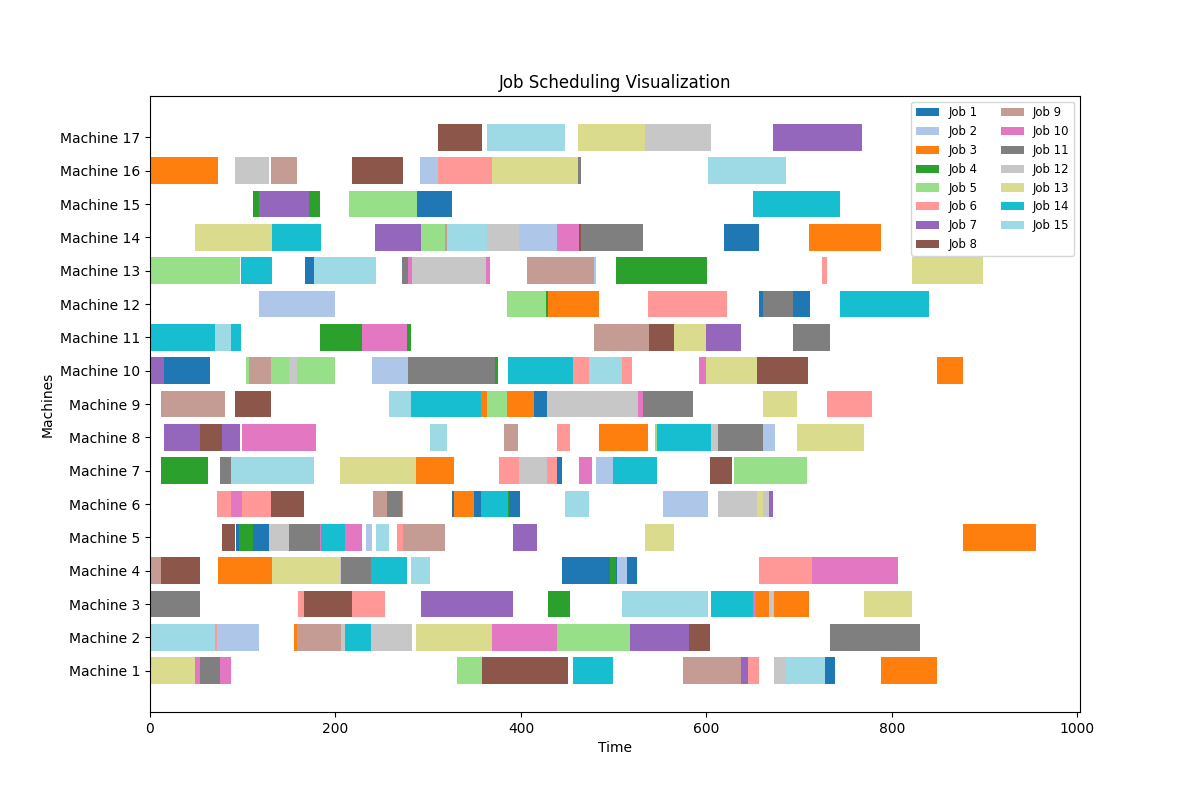 Job Scheduling Visualization
Machines
Machine 17
Machine 16
Machine 15
Machine 14
Machine 13
Machine 12
Machine 11
Machine 10
Machine 9
Machine 8
Machine 7
Machine 6
Machine 5
Machine 4
Machine 3
Machine 2
Machine 1
Job 1
Job 2
Job 3
Job 4
Job 5
Job 6
Job 7
Job 8
Job 9
Job 10
Job 11
Job 12
Job 13
Job 14
Job 15
0 200 400 600 800 1000
Time